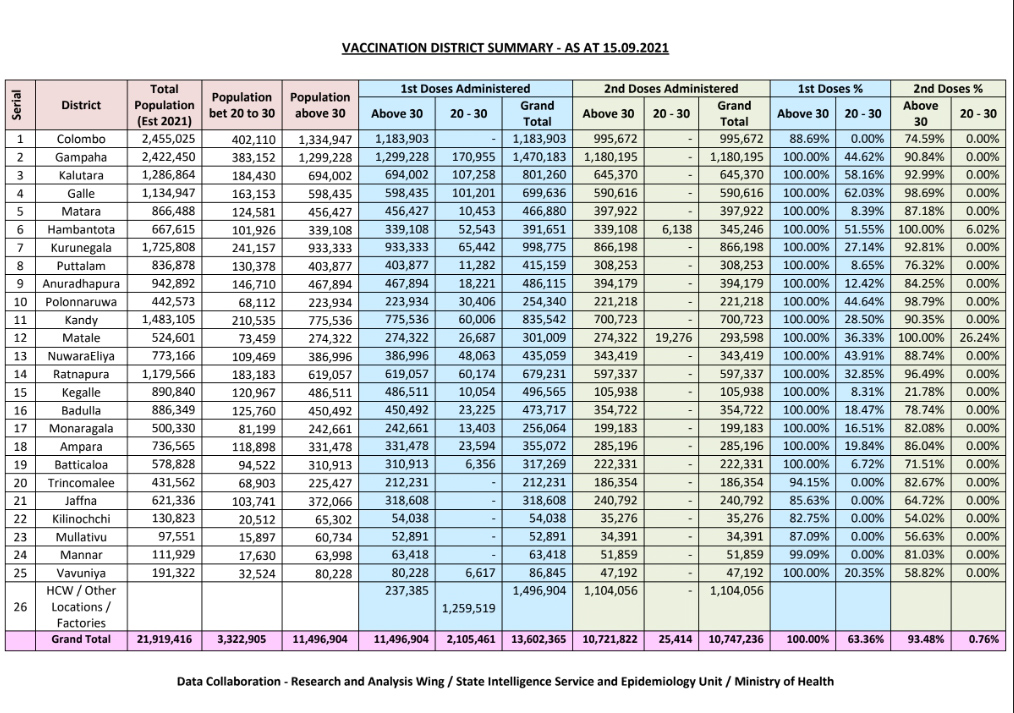 VACCINATION DISTRICT SUMMARY - AS AT 15.09.2021
Serial District Total Population (Est 2021) Population bet 20 to 30 Population above 30 1st Doses Administered 2nd Doses Administered 1st Doses % 2nd Doses %
Above 30 20 - 30 Grand Total Above 30 20 - 30 Grand Total Above 30 20 - 30 Above 30 20 - 30
1 Colombo 2,455,025 402,110 1,334,947 1,183,903 - 1,183,903 995,672 - 995,672 88.69% 0.00% 74.59% 0.00%
2 Gampaha 2,422,450 383,152 1,299,228 1,299,228 170,955 1,470,183 1,180,195 - 1,180,195 100.00% 44.62% 90.84% 0.00%
3 Kalutara 1,286,864 184,430 694,002 694,002 107,258 801,260 645,370 - 645,370 100.00% 58.16% 92.99% 0.00%
4 Galle 1,134,947 163,153 598,435 598,435 101,201 699,636 590,616 - 590,616 100.00% 62.03% 98.69% 0.00%
5 Matara 866,488 124,581 456,427 456,427 10,453 466,880 397,922 - 397,922 100.00% 8.39% 87.18% 0.00%
6 Hambantota 667,615 101,926 339,108 339,108 52,543 391,651 339,108 6,138 345,246 100.00% 51.55% 100.00% 6.02%
7 Kurunegala 1,725,808 241,157 933,333 933,333 65,442 998,775 866,198 - 866,198 100.00% 27.14% 92.81% 0.00%
8 Puttalam 836,878 130,378 403,877 403,877 11,282 415,159 308,253 - 308,253 100.00% 8.65% 76.32% 0.00%
9 Anuradhapura 942,892 146,710 467,894 467,894 18,221 486,115 394,179 - 394,179 100.00% 12.42% 84.25% 0.00%
10 Polonnaruwa 442,573 68,112 223,934 223,934 30,406 254,340 221,218 - 221,218 100.00% 44.64% 98.79% 0.00%
11 Kandy 1,483,105 210,535 775,536 775,536 60,006 835,542 700,723 - 700,723 100.00% 28.50% 90.35% 0.00%
12 Matale 524,601 73,459 274,322 274,322 26,687 301,009 274,322 19,276 293,598 100.00% 36.33% 100.00% 26.24%
13 NuwaraEliya 773,166 109,469 386,996 386,996 48,063 435,059 343,419 - 343,419 100.00% 43.91% 88.74% 0.00%
14 Ratnapura 1,179,566 183,183 619,057 619,057 60,174 679,231 597,337 - 597,337 100.00% 32.85% 96.49% 0.00%
15 Kegalle 890,840 120,967 486,511 486,511 10,054 496,565 105,938 - 105,938 100.00% 8.31% 21.78% 0.00%
16 Badulla 886,349 125,760 450,492 450,492 23,225 473,717 354,722 - 354,722 100.00% 18.47% 78.74% 0.00%
17 Monaragala 500,330 81,199 242,661 242,661 13,403 256,064 199,183 - 199,183 100.00% 16.51% 82.08% 0.00%
18 Ampara 736,565 118,898 331,478 331,478 23,594 355,072 285,196 - 285,196 100.00% 19.84% 86.04% 0.00%
19 Batticaloa 578,828 94,522 310,913 310,913 6,356 317,269 222,331 - 222,331 100.00% 6.72% 71.51% 0.00%
20 Trincomalee 431,562 68,903 225,427 212,231 - 212,231 186,354 - 186,354 94.15% 0.00% 82.67% 0.00%
21 Jaffna 621,336 103,741 372,066 318,608 - 318,608 240,792 - 240,792 85.63% 0.00% 64.72% 0.00%
22 Kilinochchi 130,823 20,512 65,302 54,038 - 54,038 35,276 - 35,276 82.75% 0.00% 54.02% 0.00%
23 Mullativu 97,551 15,897 60,734 52,891 - 52,891 34,391 - 34,391 87.09% 0.00% 56.63% 0.00%
24 Mannar 111,929 17,630 63,998 63,418 - 63,418 51,859 - 51,859 99.09% 0.00% 81.03% 0.00%
25 Vavuniya 191,322 32,524 80,228 80,228 6,617 86,845 47,192 - 47,192 100.00% 20.35% 58.82% 0.00%
26 HCW / Other Locations / Factories 237,385 1,259,519 1,496,904 1,104,056 - 1,104,056
Grand Total 21,919,416 3,322,905 11,496,904 11,496,904 2,105,461 13,602,365 10,721,822 25,414 10,747,236 100.00% 63.36% 93.48% 0.76%
Data Collaboration - Research and Analysis Wing / State Intelligence Service and Epidemiology Unit / Ministry of Health